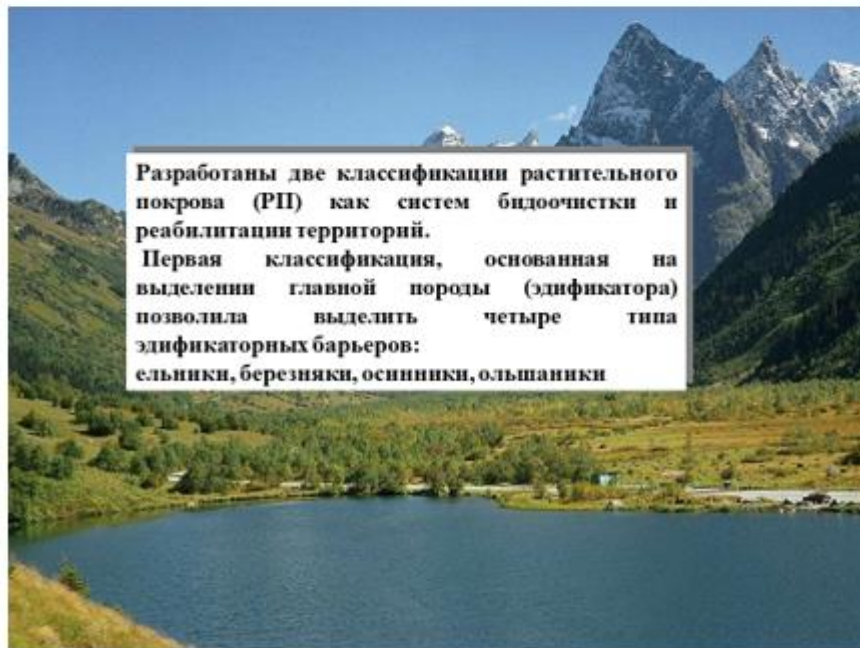 Разработаны две классификации растительного
покрова (РП) как систем бидоочистки и
реабилитации территорий.
Первая классификация, основанная на
выделении главной породы (эдификатора)
позволила выделить четыре типа
эдификаторных барьеров:
ельники, березняки, осинники, ольшаники